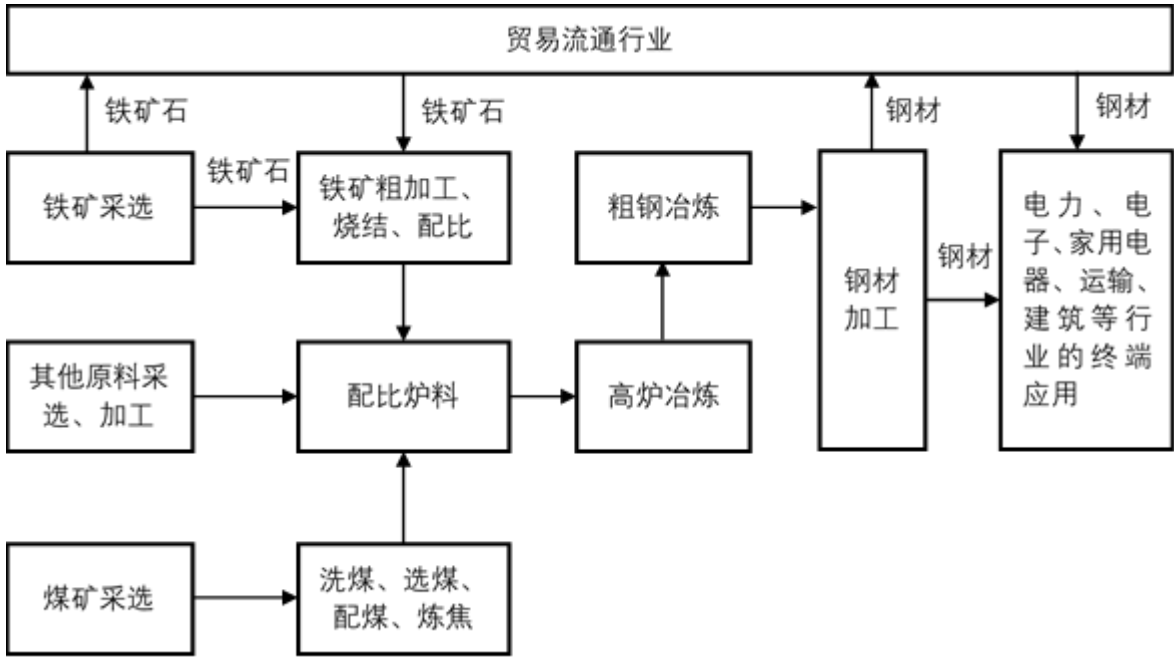 贸易流通行业
铁矿石
铁矿石
钢材
钢材
铁矿采选
铁矿石
铁矿粗加工、
烧结、配比
粗钢冶炼
钢材
加工
钢材
电力、电
子、家用电
器、运输、
建筑等行
业的终端
应用
其他原料采
选、加工
配比炉料
高炉冶炼
煤矿采选
洗煤、选煤、
配煤、炼焦